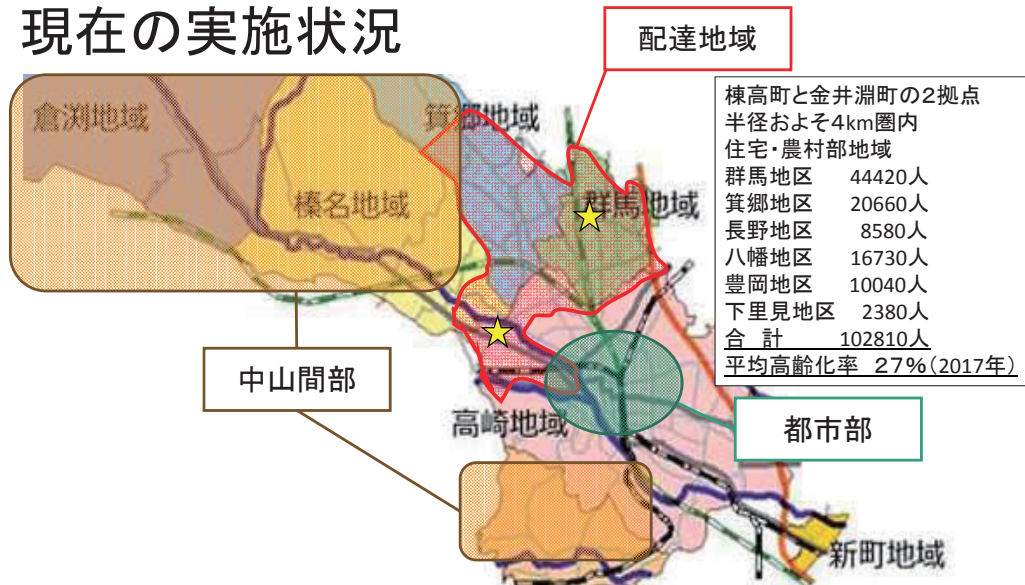 現在の実施状況
配達地域
棟高町と金井淵町の2拠点
半径およそ4km圏内
住宅・農村部地域
群馬地区 44420人
箕郷地区 20660人
長野地区 8580人
八幡地区 16730人
豊岡地区 10040人
下里見地区 2380人
合 計 102810人
平均高齢化率 27%(2017年)
倉渕地域
箕郷地域
榛名地域
群馬地域
中山間部
高崎地域
都市部
新町地域